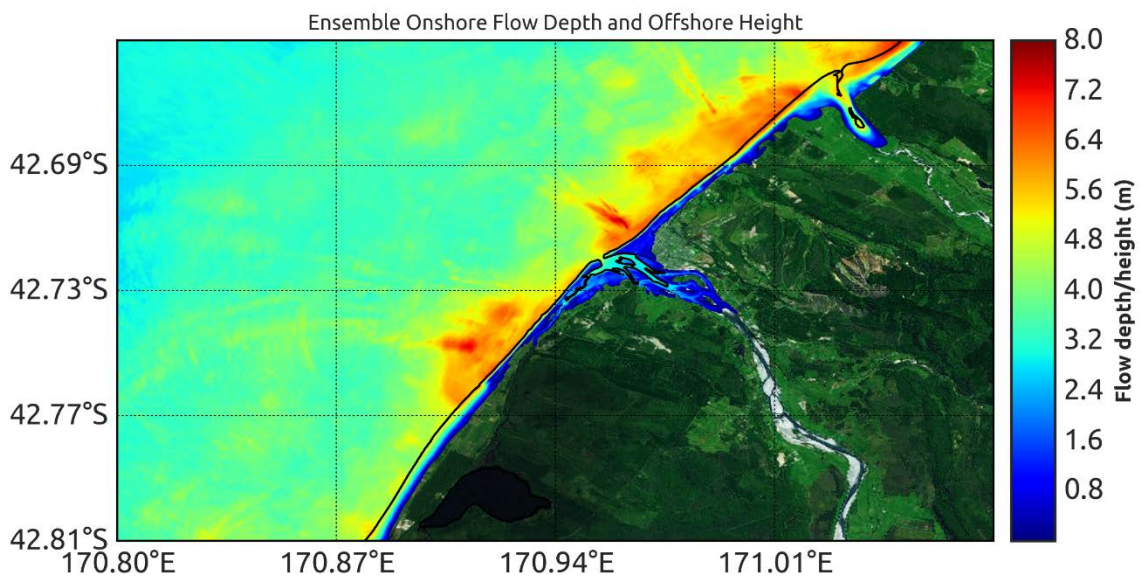 Ensemble Onshore Flow Depth and Offshore Height
42.69°S
42.73°S
42.77°S
42.81°S
170.80°E
170.87°E
170.94°E
171.01°E
8.0
7.2
6.4
5.6
4.8
4.0
3.2
2.4
1.6
0.8
Flow depth/height (m)